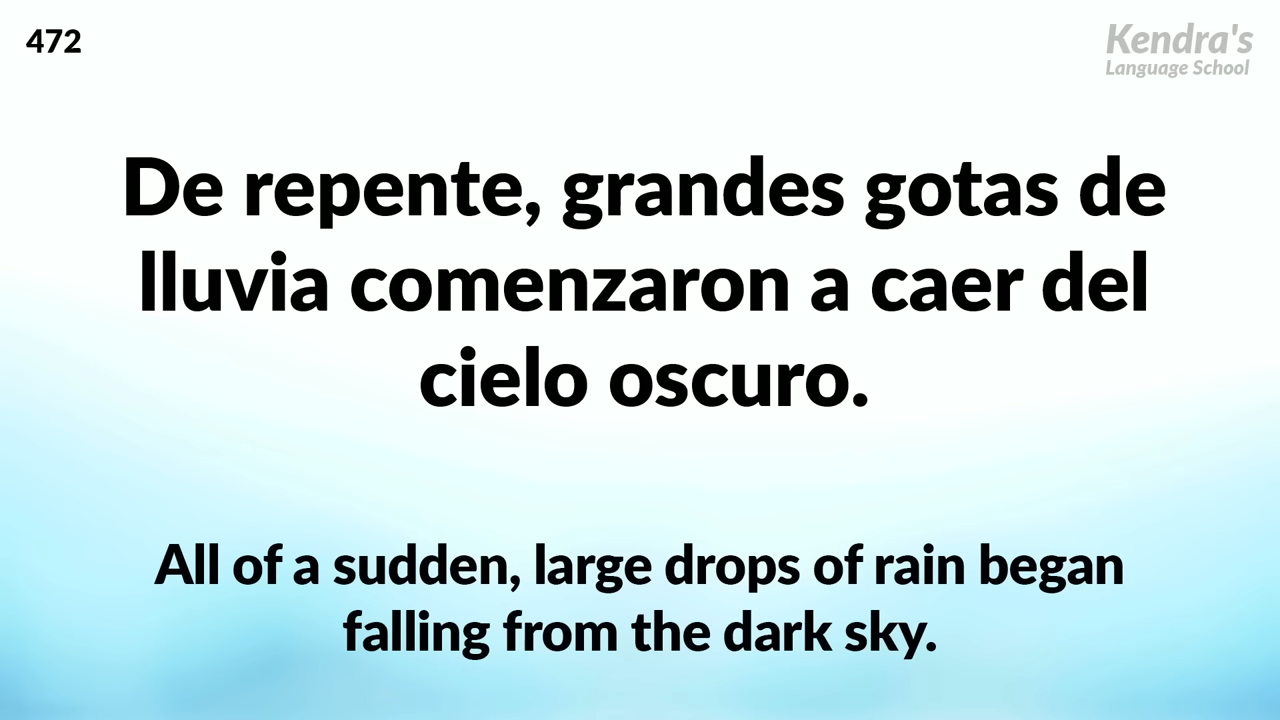 472
Kendra's
Language School
De repente, grandes gotas de
lluvia comenzaron a caer del
cielo oscuro.
All of a sudden, large drops of rain began
falling from the dark sky.